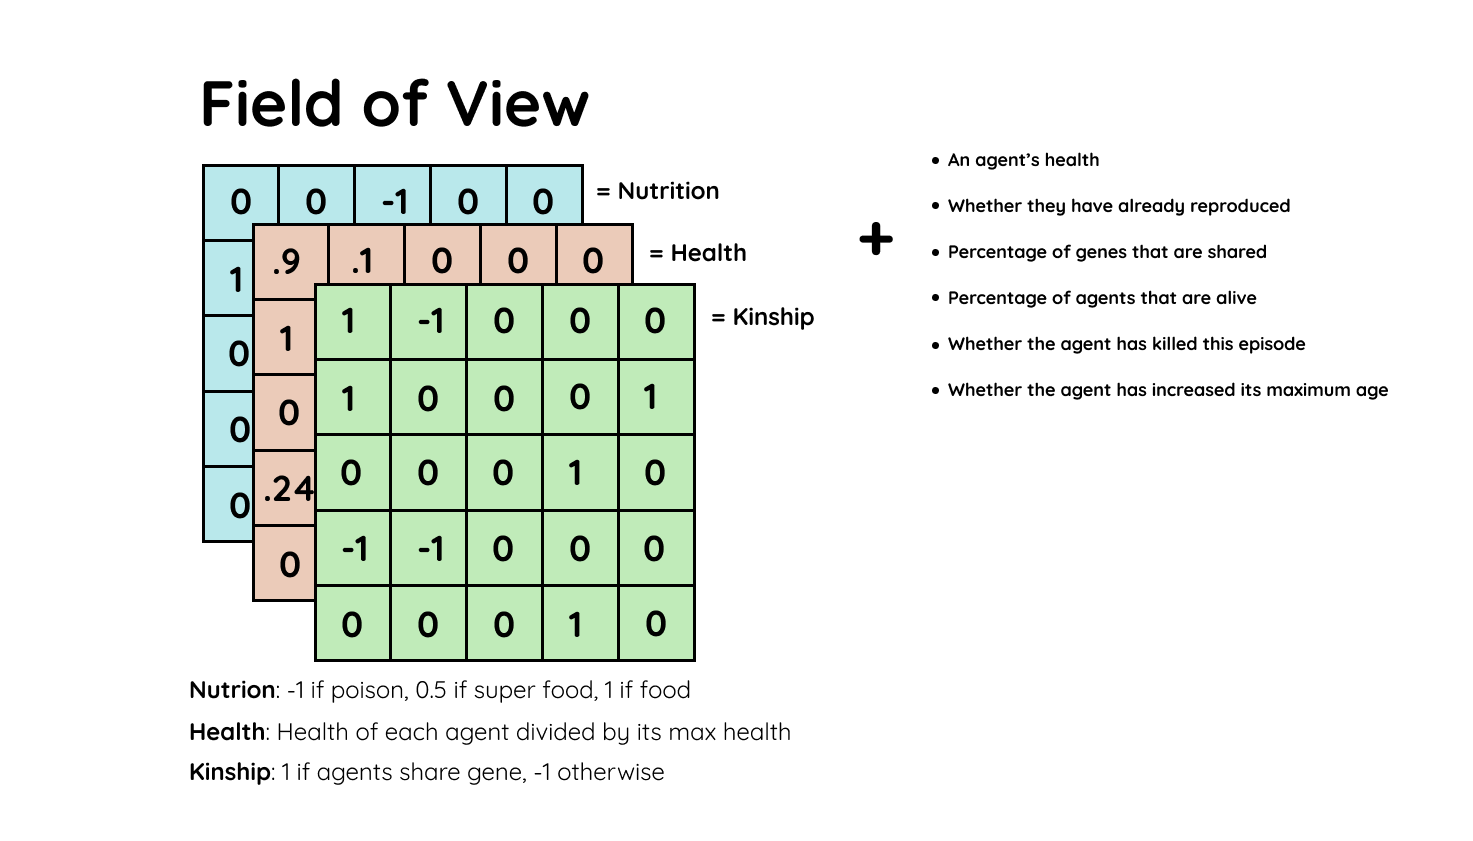 Field of View
0 0 -1 0 0 = Nutrition
1 .9 .1 0 0 0 = Health
0 1 1 -1 0 0 0 = Kinship
0 0 1 0 0 0 1
0 .24 0 0 0 1 0
0 -1 -1 0 0 0
0 0 0 1 0
+
• An agent’s health
• Whether they have already reproduced
• Percentage of genes that are shared
• Percentage of agents that are alive
• Whether the agent has killed this episode
• Whether the agent has increased its maximum age
Nutrion: -1 if poison, 0.5 if super food, 1 if food
Health: Health of each agent divided by its max health
Kinship: 1 if agents share gene, -1 otherwise